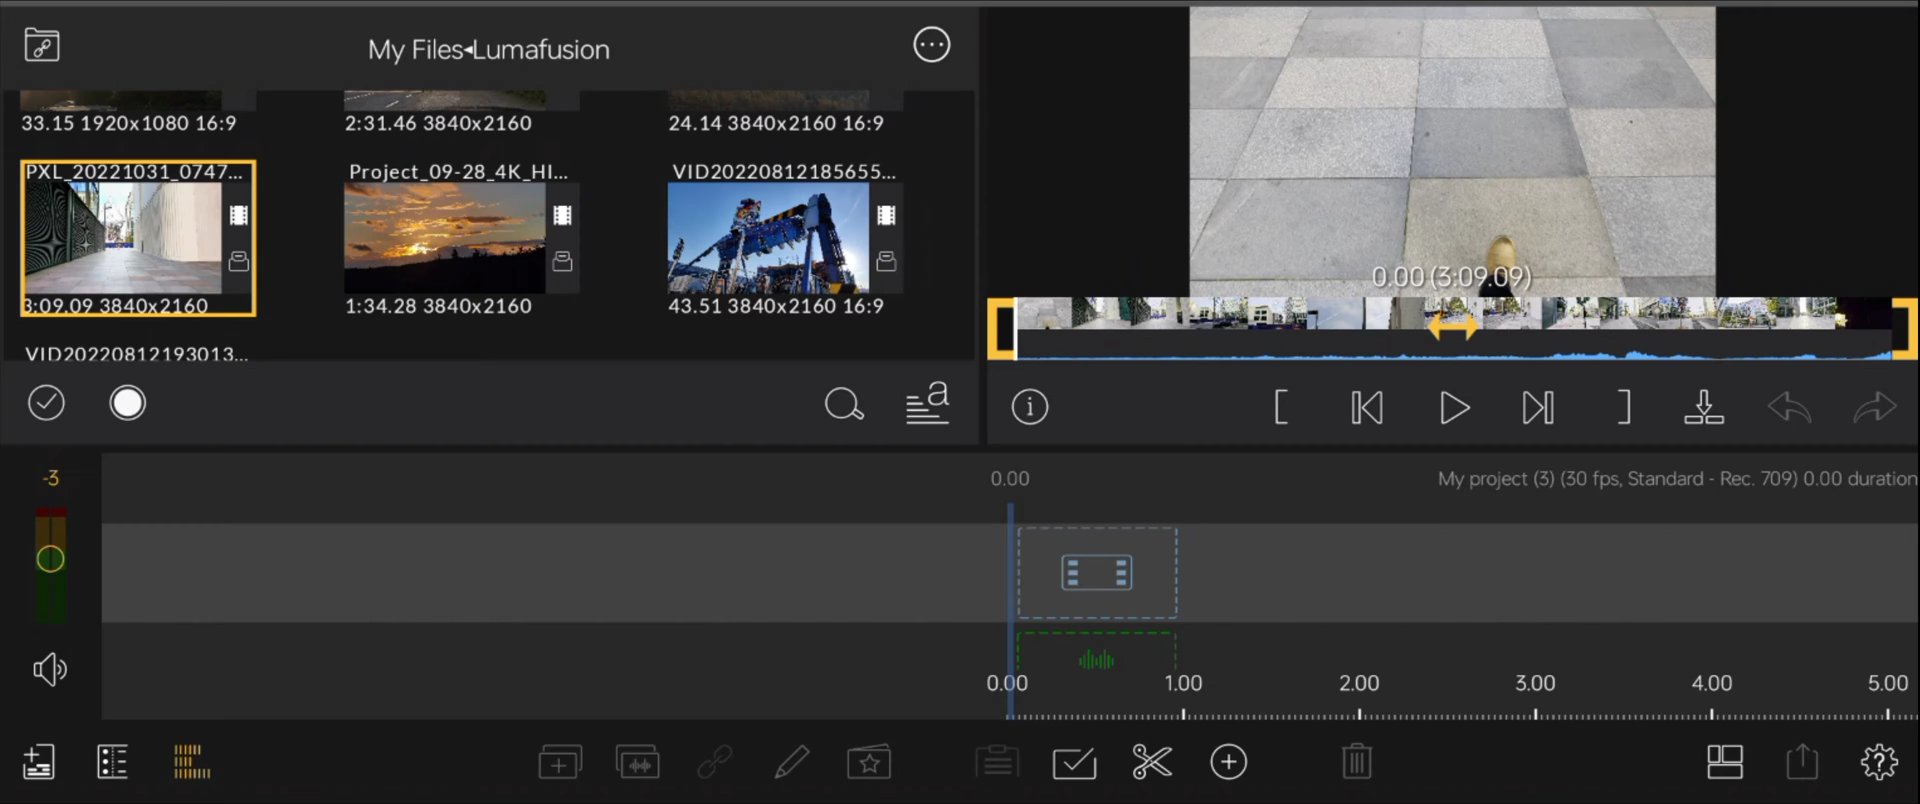 My Files◂Lumafusion
33.15 1920x1080 16:9
2:31.46 3840x2160
24.14 3840x2160 16:9
PXL_20221031_0747...
Project_09-28_4K_HI...
VID20220812185655...
3:09.09 3840x2160
1:34.28 3840x2160
43.51 3840x2160 16:9
VID20220812193013...
a
0.00 (3:09.09)
-3
0.00
My project (3) (30 fps, Standard - Rec. 709) 0.00 duration
0.00 1.00 2.00 3.00 4.00 5.00